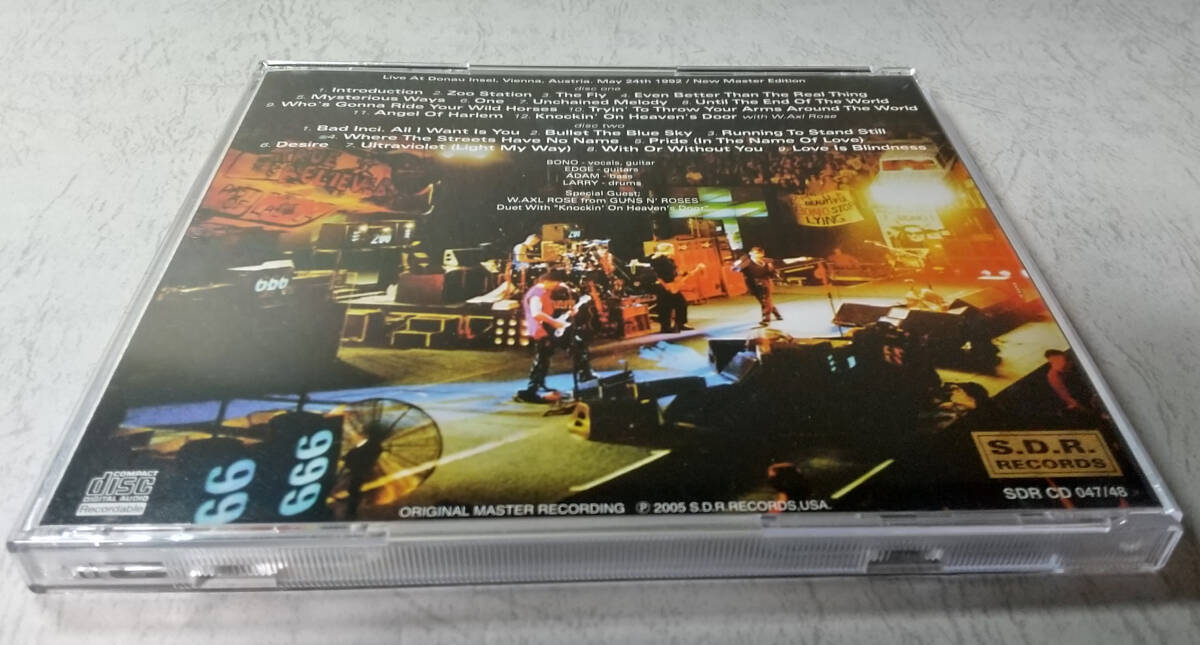 Live At Donau Insel, Vienna, Austria. May 24th 1992 / New Master Edition
disc one
1. Introduction 2. Zoo Station 3. The Fly 4. Even Better Than The Real Thing
5. Mysterious Ways 6. One 7. Unchained Melody 8. Until The End Of The World
9. Who's Gonna Ride Your Wild Horses 10. Tryin' To Throw Your Arms Around The World
11. Angel Of Harlem 12. Knockin' On Heaven's Door with W.Axl Rose
disc two
1. Bad Inci. All I Want Is You 2. Bullet The Blue Sky 3. Running To Stand Still
4. Where The Streets Have No Name 5. Pride (In The Name Of Love)
6. Desire 7. Ultraviolet (Light My Way) 8. With Or Without You 9. Love Is Blindness
BONO - vocals, guitar
EDGE - guitars
ADAM - bass
LARRY - drums
Special Guest;
W.AXL ROSE from GUNS N' ROSES
Duet With "Knockin' On Heaven's Door"
BONO STOP
LYING
666
COMPACT
disc
DIGITAL AUDIO
Recordable
ORIGINAL MASTER RECORDING ℗ 2005 S.D.R.RECORDS,USA.
S.D.R.
RECORDS
SDR CD 047/48